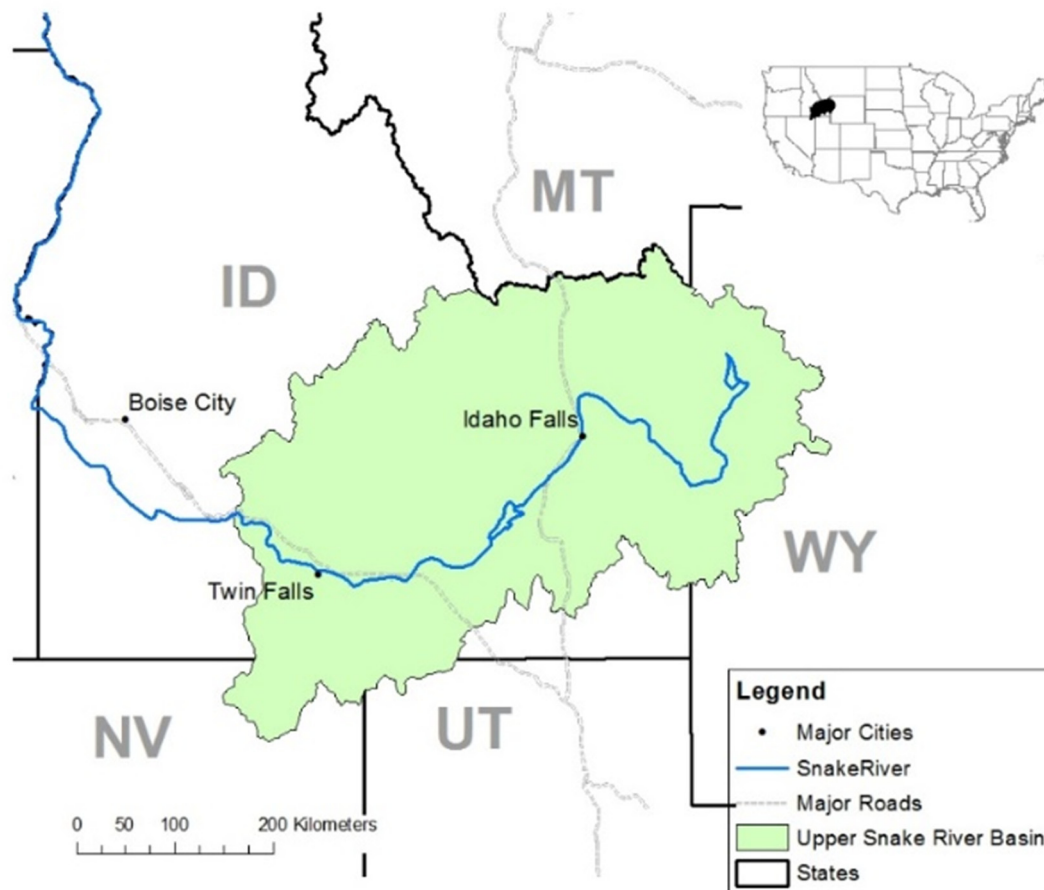 MT
ID
Boise City
Idaho Falls
WY
Twin Falls
NV
UT
0 50 100 200 Kilometers
Legend
Major Cities
SnakeRiver
Major Roads
Upper Snake River Basin
States